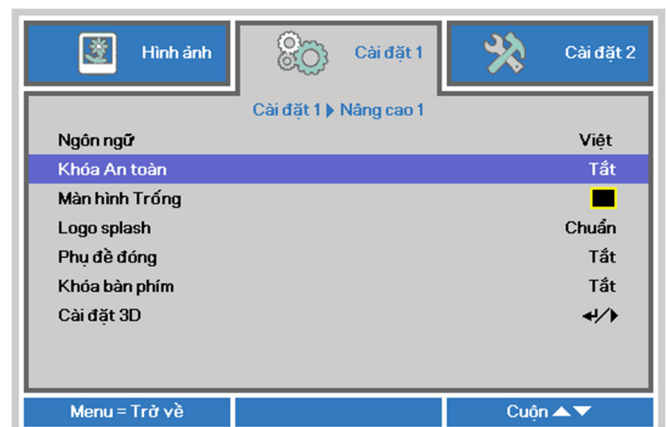 Hình ảnh
Cài đặt 1
Cài đặt 2
Cài đặt 1 Nâng cao 1
Ngôn ngữ Việt
Khóa An toàn Tắt
Màn hình Trống
Logo splash Chuẩn
Phụ đề đóng Tắt
Khóa bàn phím Tắt
Cài đặt 3D
Menu = Trở về Cuộn